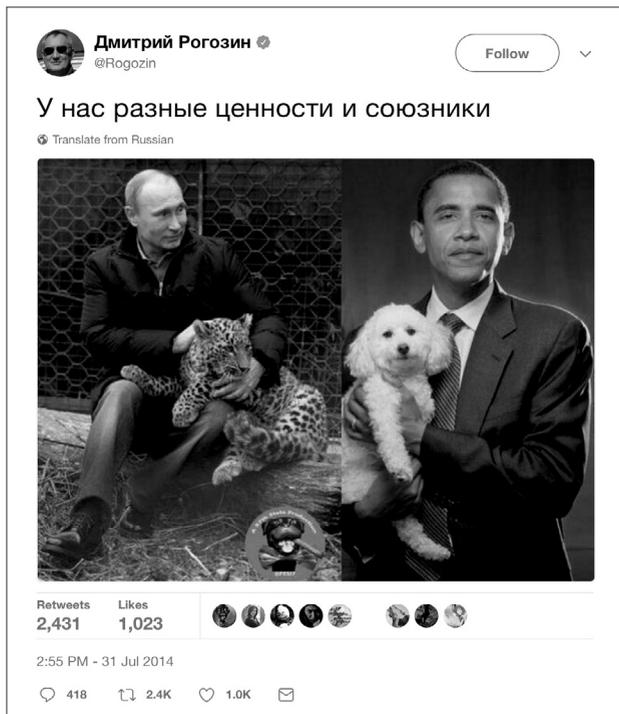 Дмитрий Рогозин
@Rogozin
Follow
У нас разные ценности и союзники
Translate from Russian
Retweets
2,431
Likes
1,023
2:55 PM - 31 Jul 2014
418
2.4K
1.0K